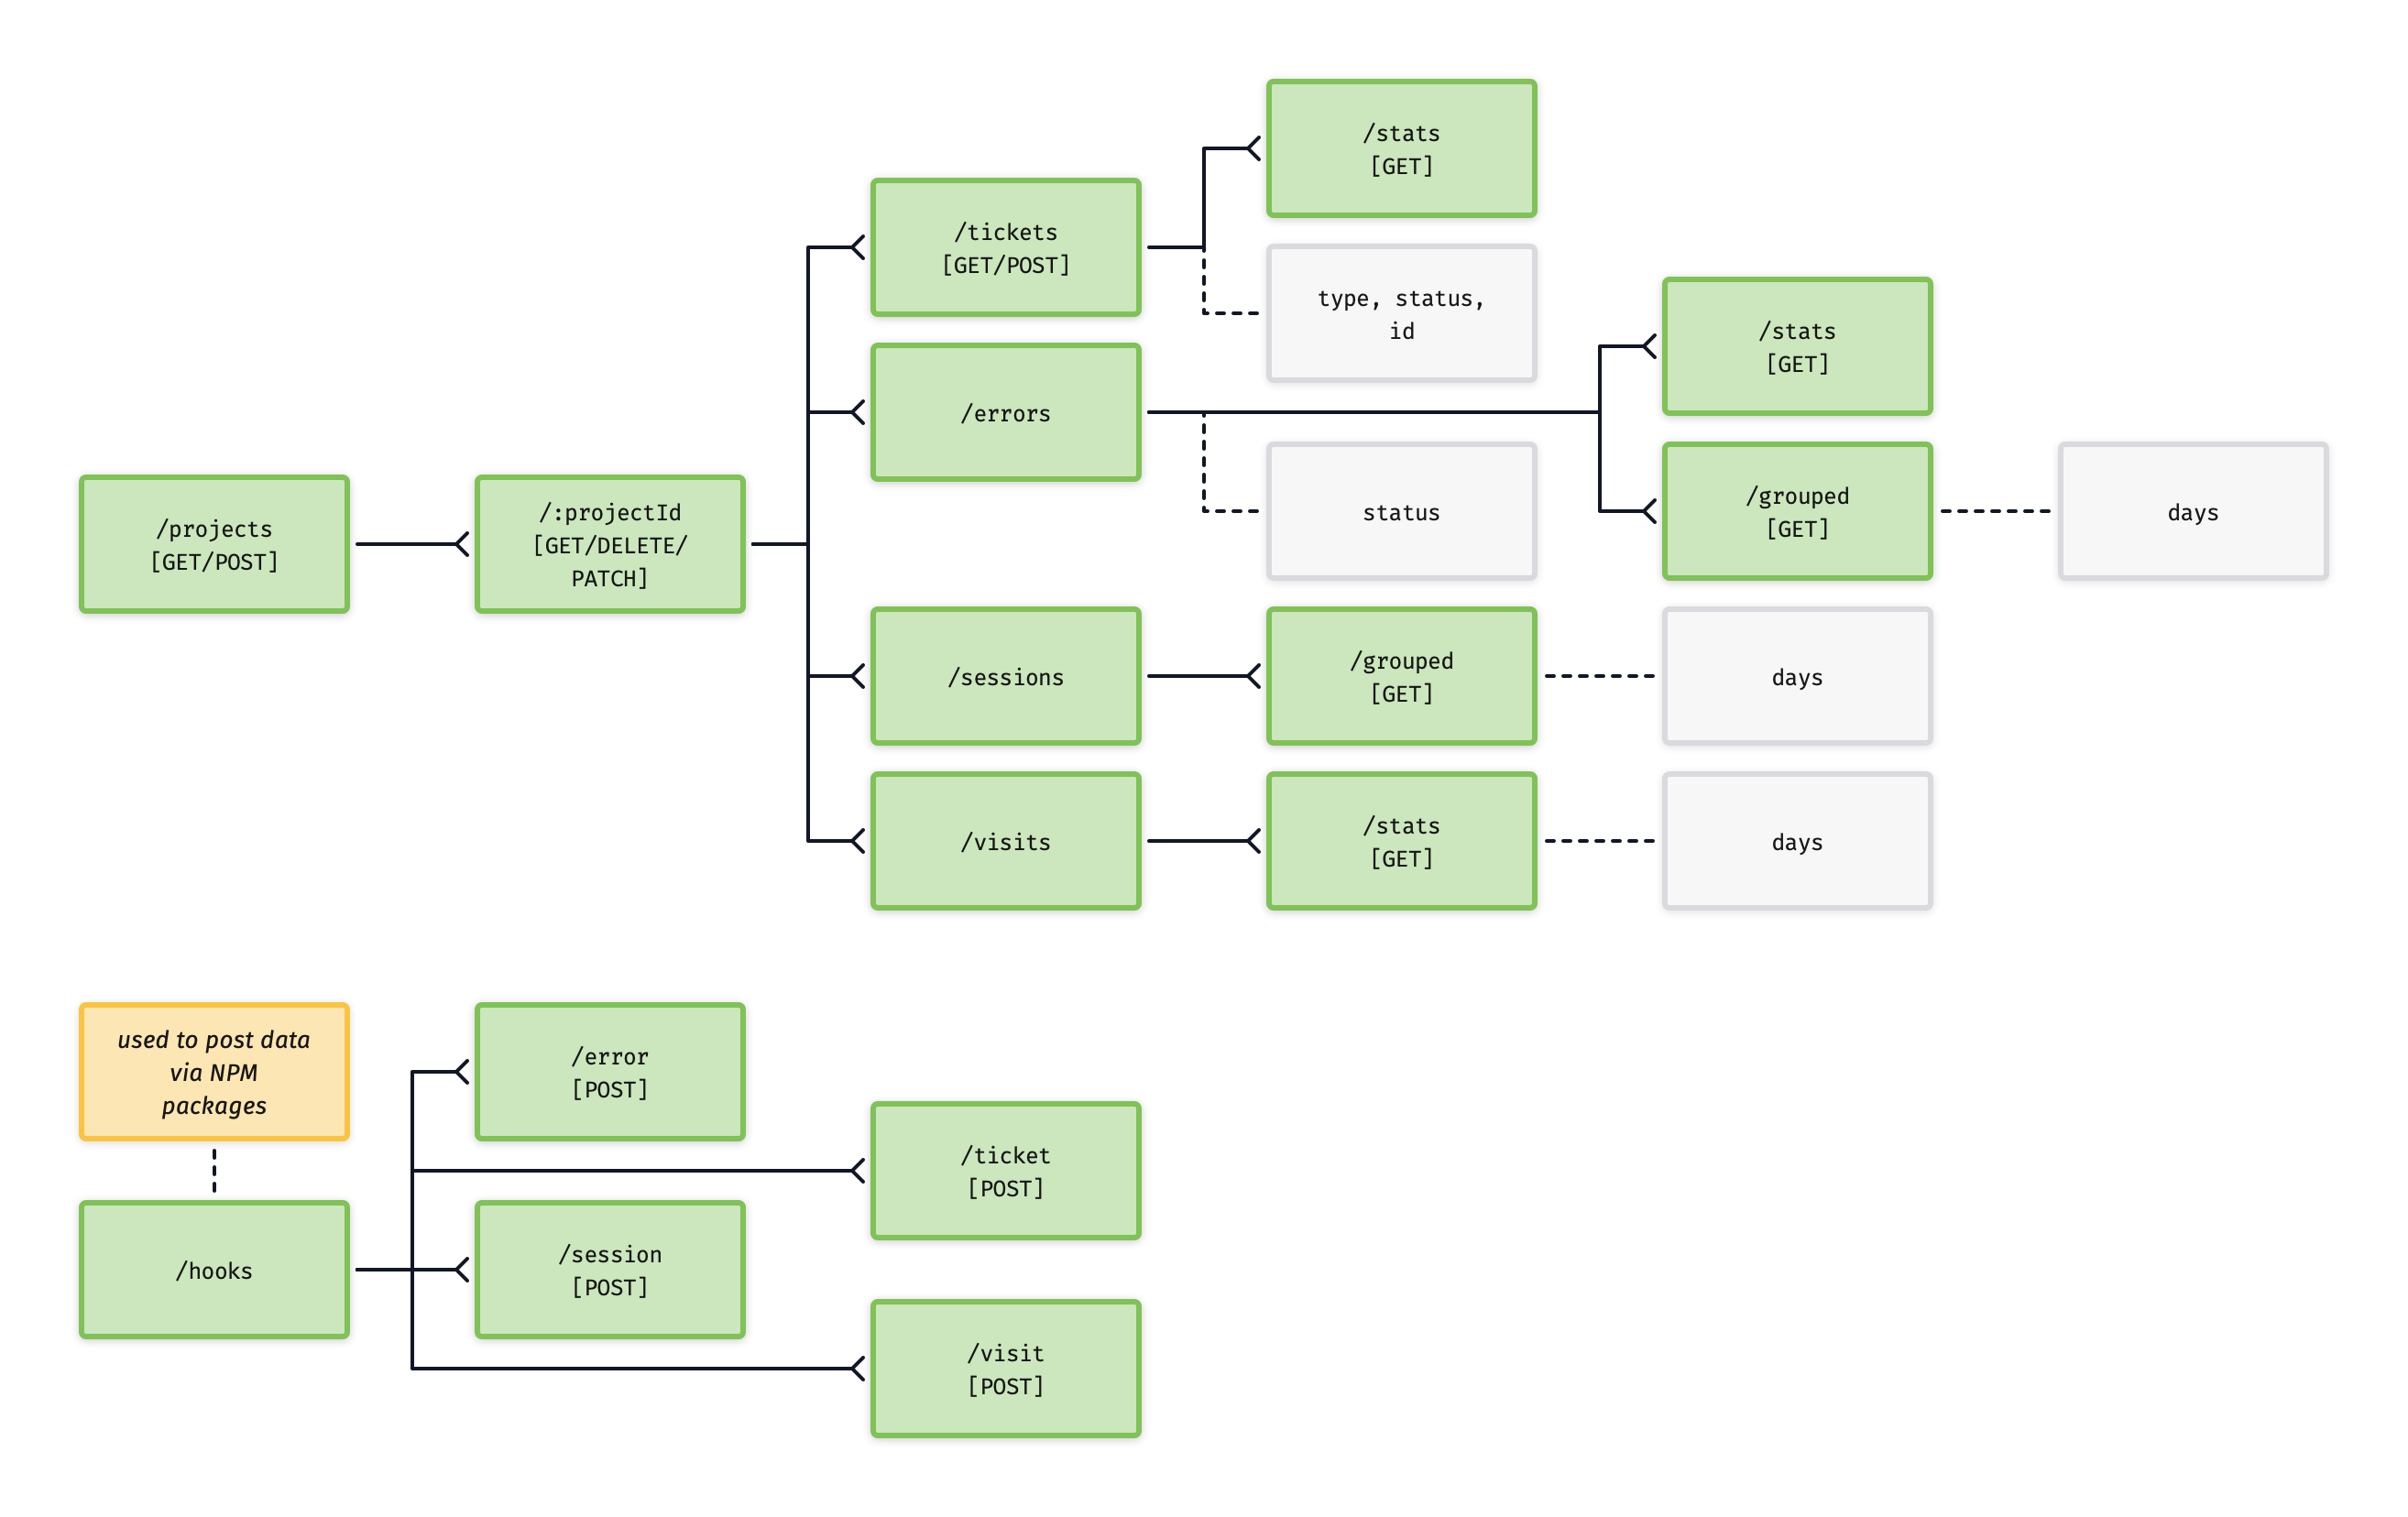 /stats
[GET]
/tickets
[GET/POST]
type, status,
id
/stats
[GET]
/errors
/projects
[GET/POST]
/:projectId
[GET/DELETE/
PATCH]
status
/grouped
[GET]
days
/sessions
/grouped
[GET]
days
/visits
/stats
[GET]
days
used to post data
via NPM
packages
/error
[POST]
/ticket
[POST]
/hooks
/session
[POST]
/visit
[POST]